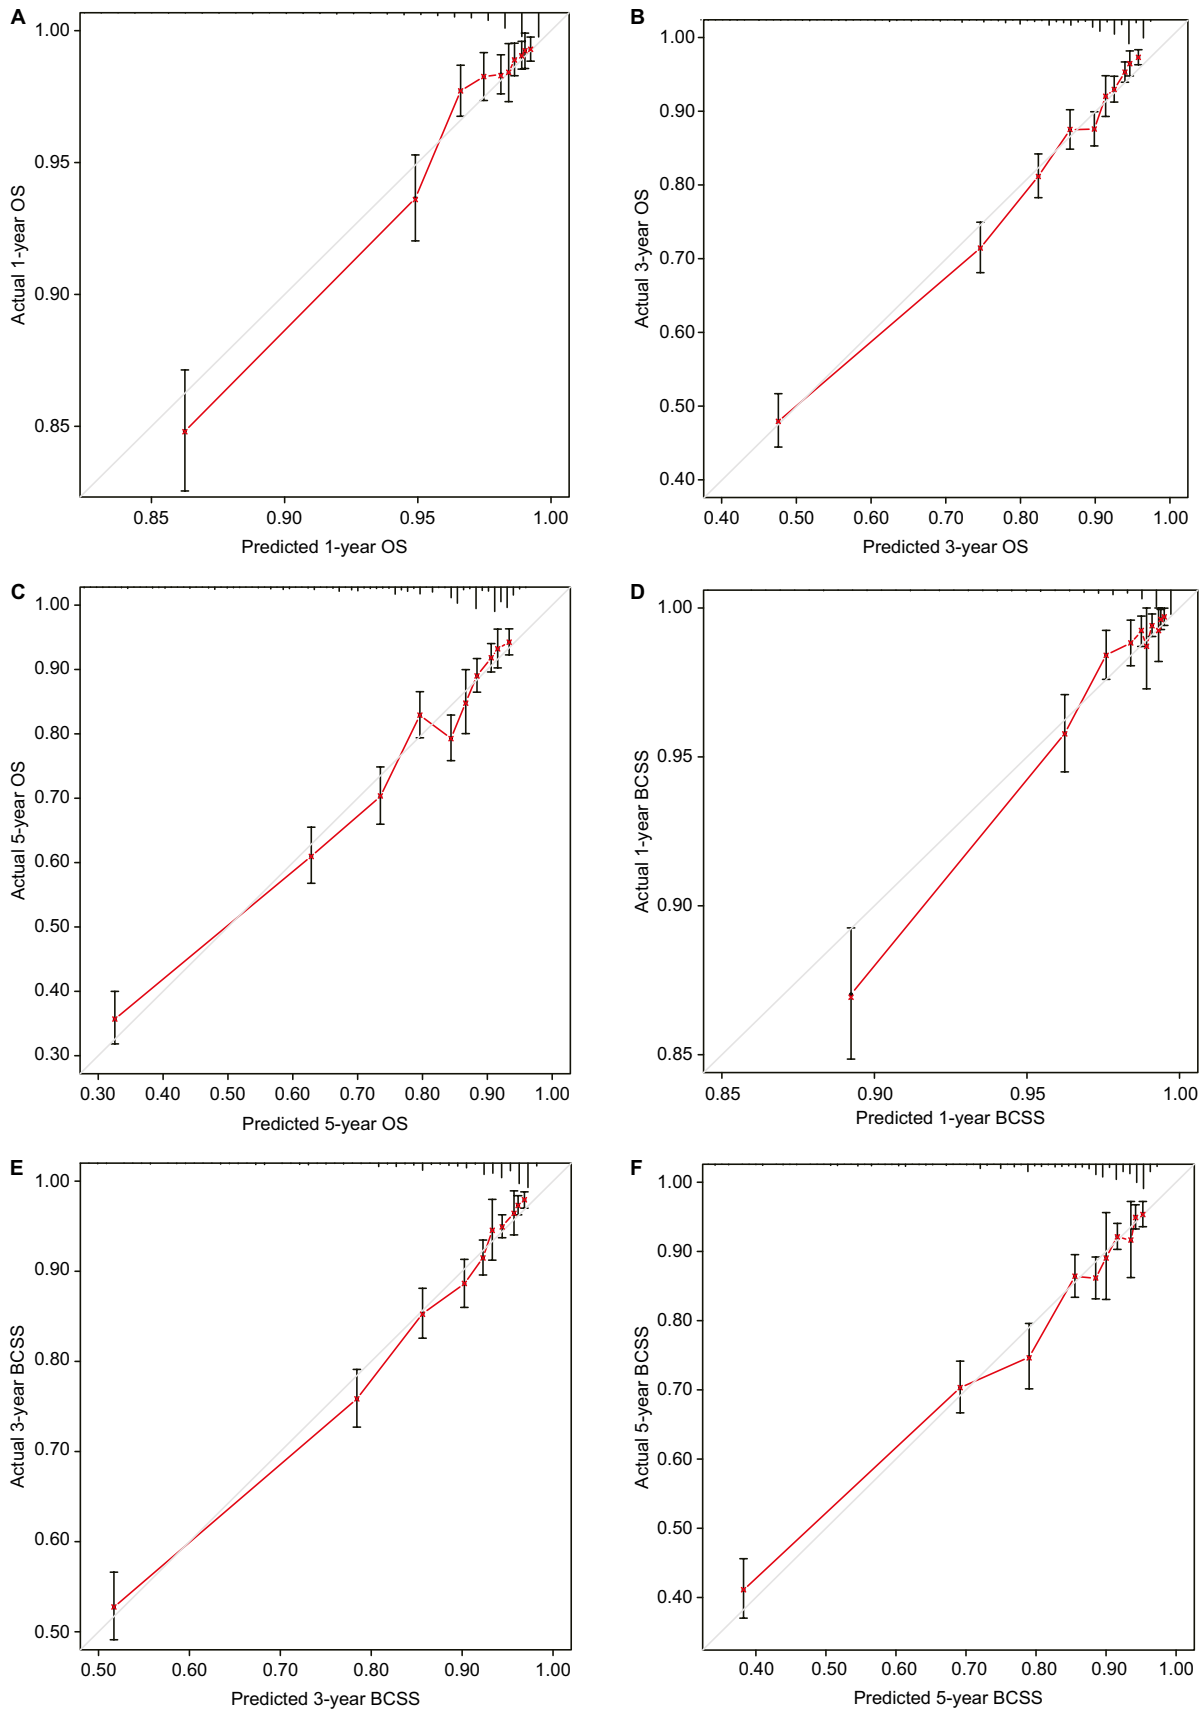 A
1.00
0.95
0.90
0.85
Actual 1-year OS
0.85 0.90 0.95 1.00
Predicted 1-year OS
B
1.00
0.90
0.80
0.70
0.60
0.50
0.40
Actual 3-year OS
0.40 0.50 0.60 0.70 0.80 0.90 1.00
Predicted 3-year OS
C
1.00
0.90
0.80
0.70
0.60
0.50
0.40
0.30
Actual 5-year OS
0.30 0.40 0.50 0.60 0.70 0.80 0.90 1.00
Predicted 5-year OS
D
1.00
0.95
0.90
0.85
Actual 1-year BCSS
0.85 0.90 0.95 1.00
Predicted 1-year BCSS
E
1.00
0.90
0.80
0.70
0.60
0.50
Actual 3-year BCSS
0.50 0.60 0.70 0.80 0.90 1.00
Predicted 3-year BCSS
F
1.00
0.90
0.80
0.70
0.60
0.50
0.40
Actual 5-year BCSS
0.40 0.50 0.60 0.70 0.80 0.90 1.00
Predicted 5-year BCSS